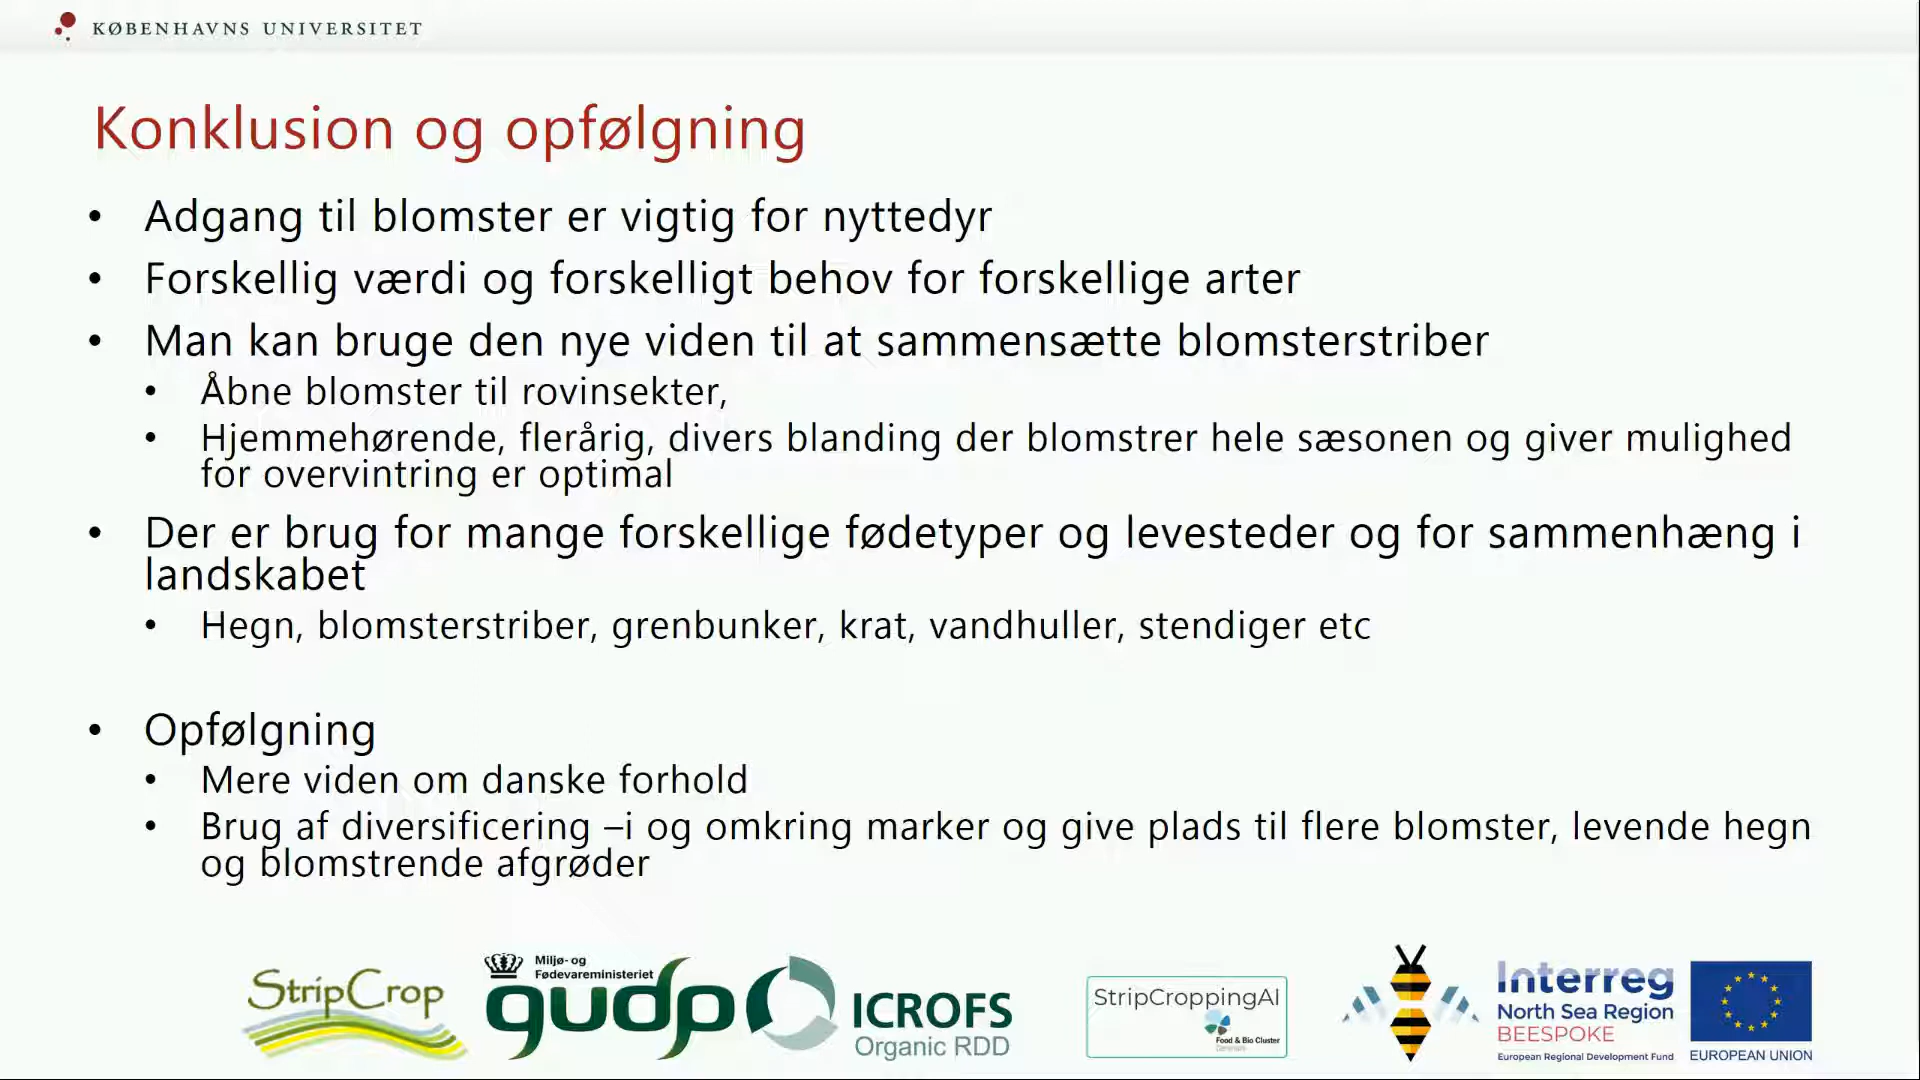 KØBENHAVNS UNIVERSITET
Konklusion og opfølgning
• Adgang til blomster er vigtig for nyttedyr
• Forskellig værdi og forskelligt behov for forskellige arter
• Man kan bruge den nye viden til at sammensætte blomsterstriber
• Åbne blomster til rovinsekter,
• Hjemmehørende, flerårig, divers blanding der blomstrer hele sæsonen og giver mulighed
for overvintring er optimal
• Der er brug for mange forskellige fødetyper og levesteder og for sammenhæng i
landskabet
• Hegn, blomsterstriber, grenbunker, krat, vandhuller, stendiger etc
• Opfølgning
• Mere viden om danske forhold
• Brug af diversificering –i og omkring marker og give plads til flere blomster, levende hegn
og blomstrende afgrøder
StripCrop
Miljø- og
Fødevareministeriet
gudp
ICROFS
Organic RDD
StripCroppingAI
Food & Bio Cluster
Denmark
Interreg
North Sea Region
BEESPOKE
European Regional Development Fund
EUROPEAN UNION